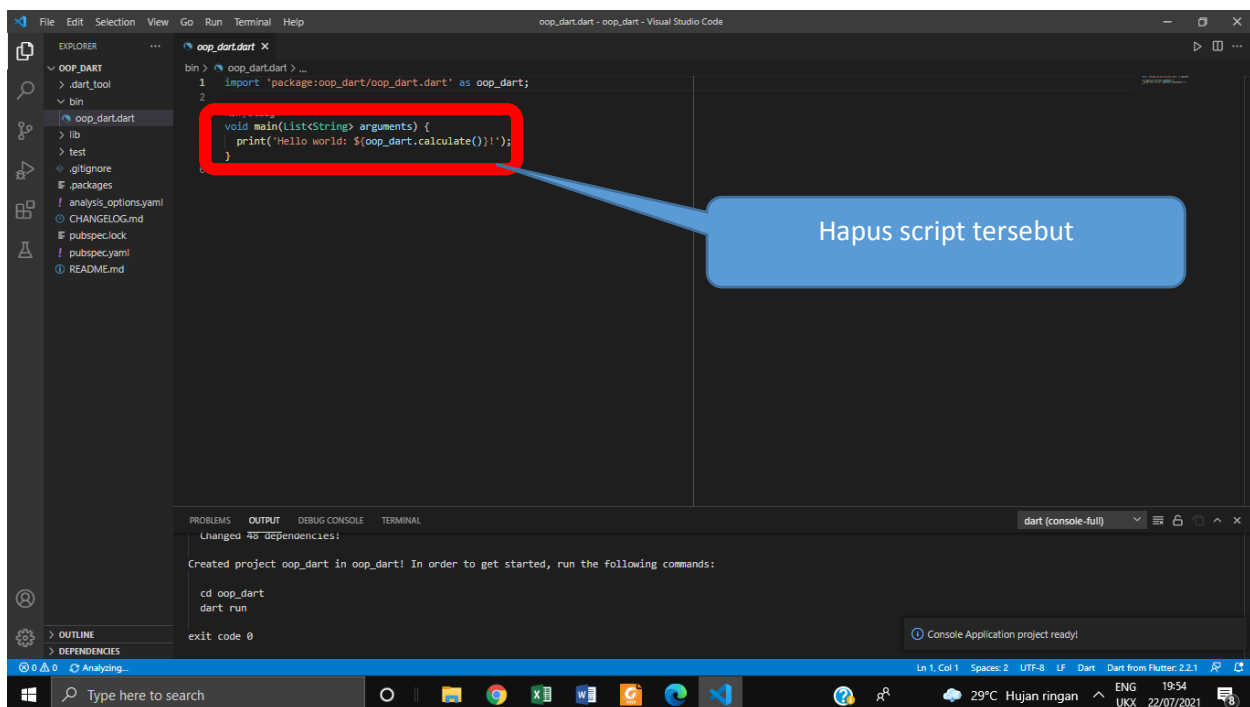 File Edit Selection View Go Run Terminal Help
oop_dart.dart - oop_dart - Visual Studio Code
EXPLORER
oop_dart.dart
OOP_DART
bin > oop_dart.dart > ...
.dart_tool
bin
oop_dart.dart
lib
test
.gitignore
.packages
analysis_options.yaml
CHANGELOG.md
pubspec.lock
pubspec.yaml
README.md
1 import 'package:oop_dart/oop_dart.dart' as oop_dart;
2
void main(List<String> arguments) {
print('Hello world: ${oop_dart.calculate()}!');
}
6
Hapus script tersebut
PROBLEMS OUTPUT DEBUG CONSOLE TERMINAL
dart (console-full)
Changed 48 dependencies!
Created project oop_dart in oop_dart! In order to get started, run the following commands:
cd oop_dart
dart run
exit code 0
Console Application project ready!
OUTLINE
DEPENDENCIES
0 0 Analyzing...
Ln 1, Col 1 Spaces: 2 UTF-8 LF Dart Dart from Flutter: 2.2.1
Type here to search
29°C Hujan ringan
ENG
UKX
19:54
22/07/2021
8